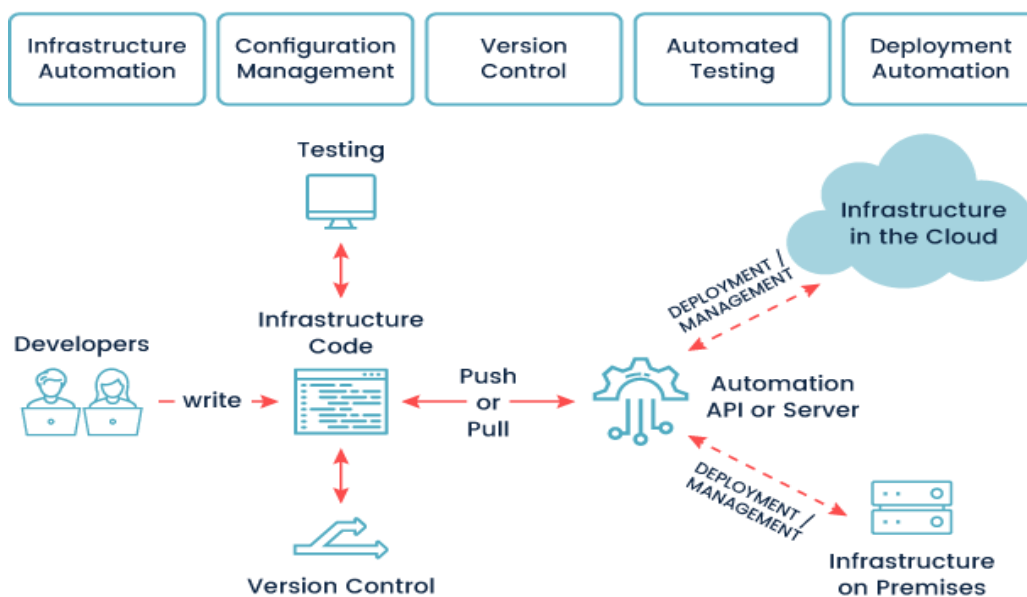 Infrastructure
Automation
Configuration
Management
Version
Control
Automated
Testing
Deployment
Automation
Testing
Infrastructure
in the Cloud
DEPLOYMENT /
MANAGEMENT
Infrastructure
Code
Developers
write
Push
or
Pull
Automation
API or Server
DEPLOYMENT /
MANAGEMENT
Version Control
Infrastructure
on Premises